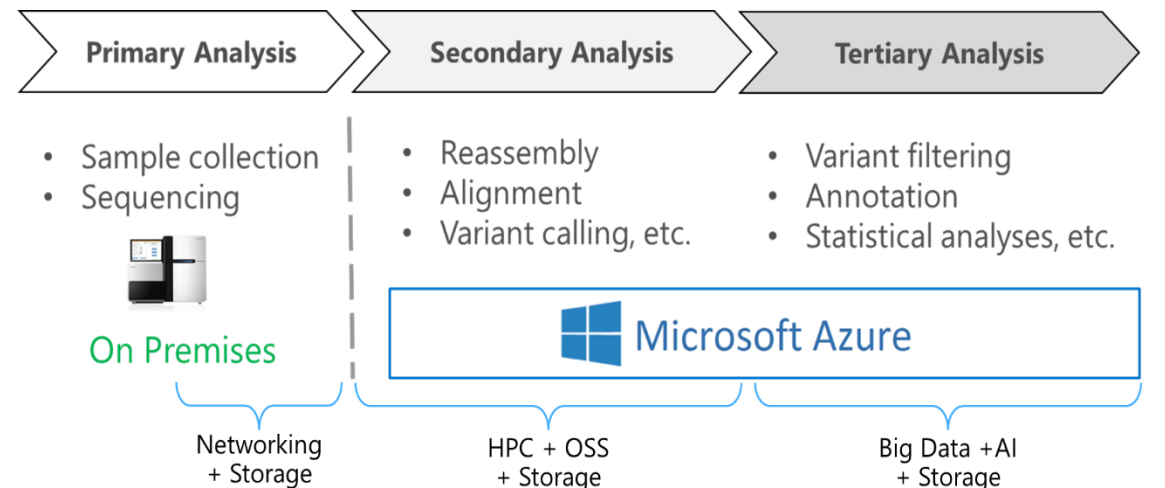 Primary Analysis
Secondary Analysis
Tertiary Analysis
• Sample collection
• Sequencing
On Premises
• Reassembly
• Alignment
• Variant calling, etc.
• Variant filtering
• Annotation
• Statistical analyses, etc.
Microsoft Azure
Networking
+ Storage
HPC + OSS
+ Storage
Big Data +AI
+ Storage